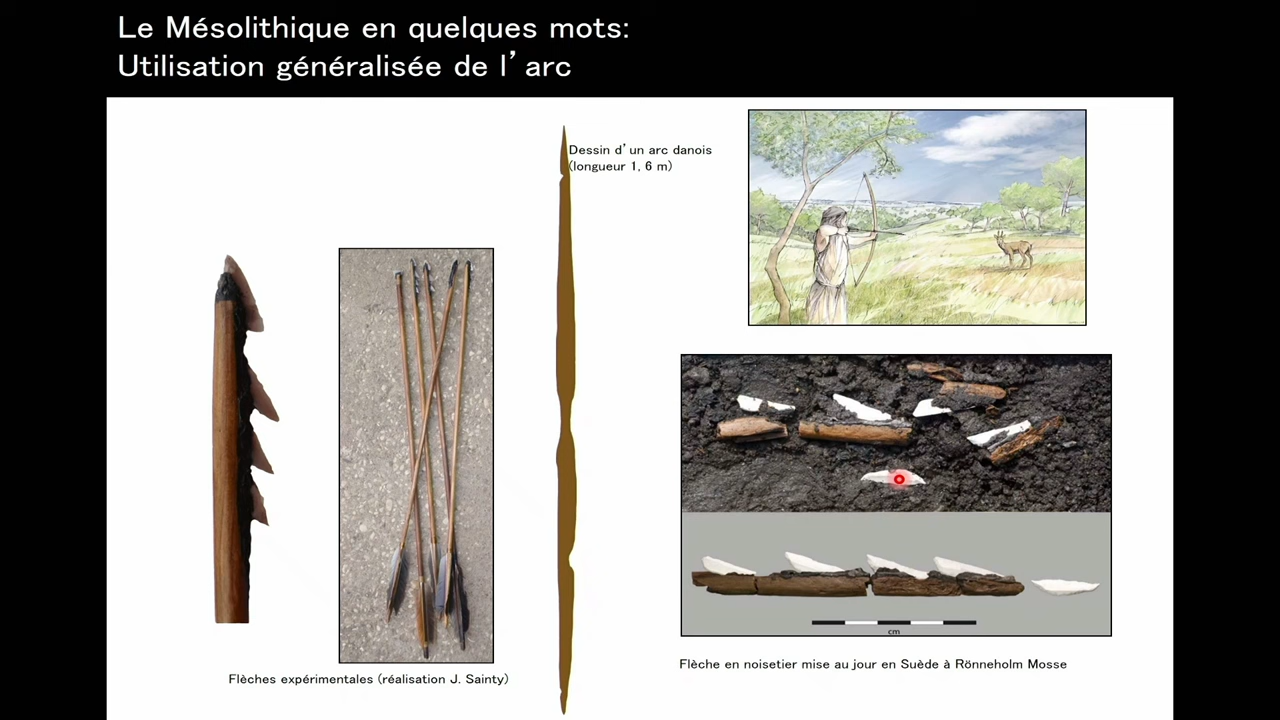 Le Mésolithique en quelques mots:
Utilisation généralisée de l'arc
Dessin d'un arc danois
(longueur 1, 6 m)
cm
Flèche en noisetier mise au jour en Suède à Rönneholm Mosse
Flèches expérimentales (réalisation J. Sainty)